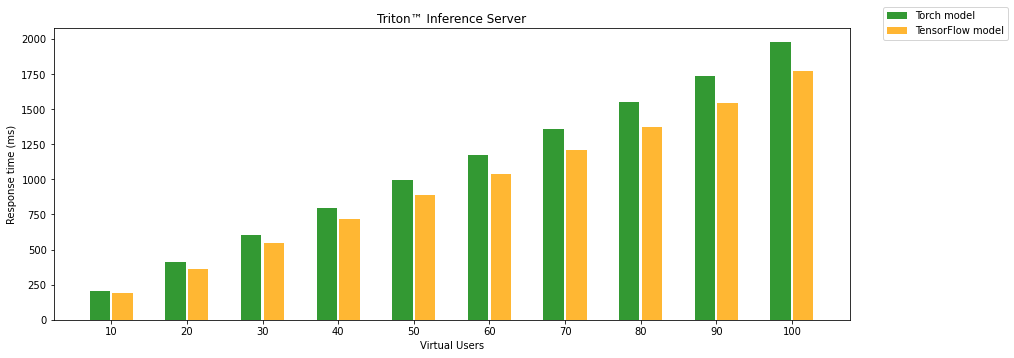 Triton™ Inference Server
Torch model
TensorFlow model
Response time (ms)
2000
1750
1500
1250
1000
750
500
250
0
10 20 30 40 50 60 70 80 90 100
Virtual Users